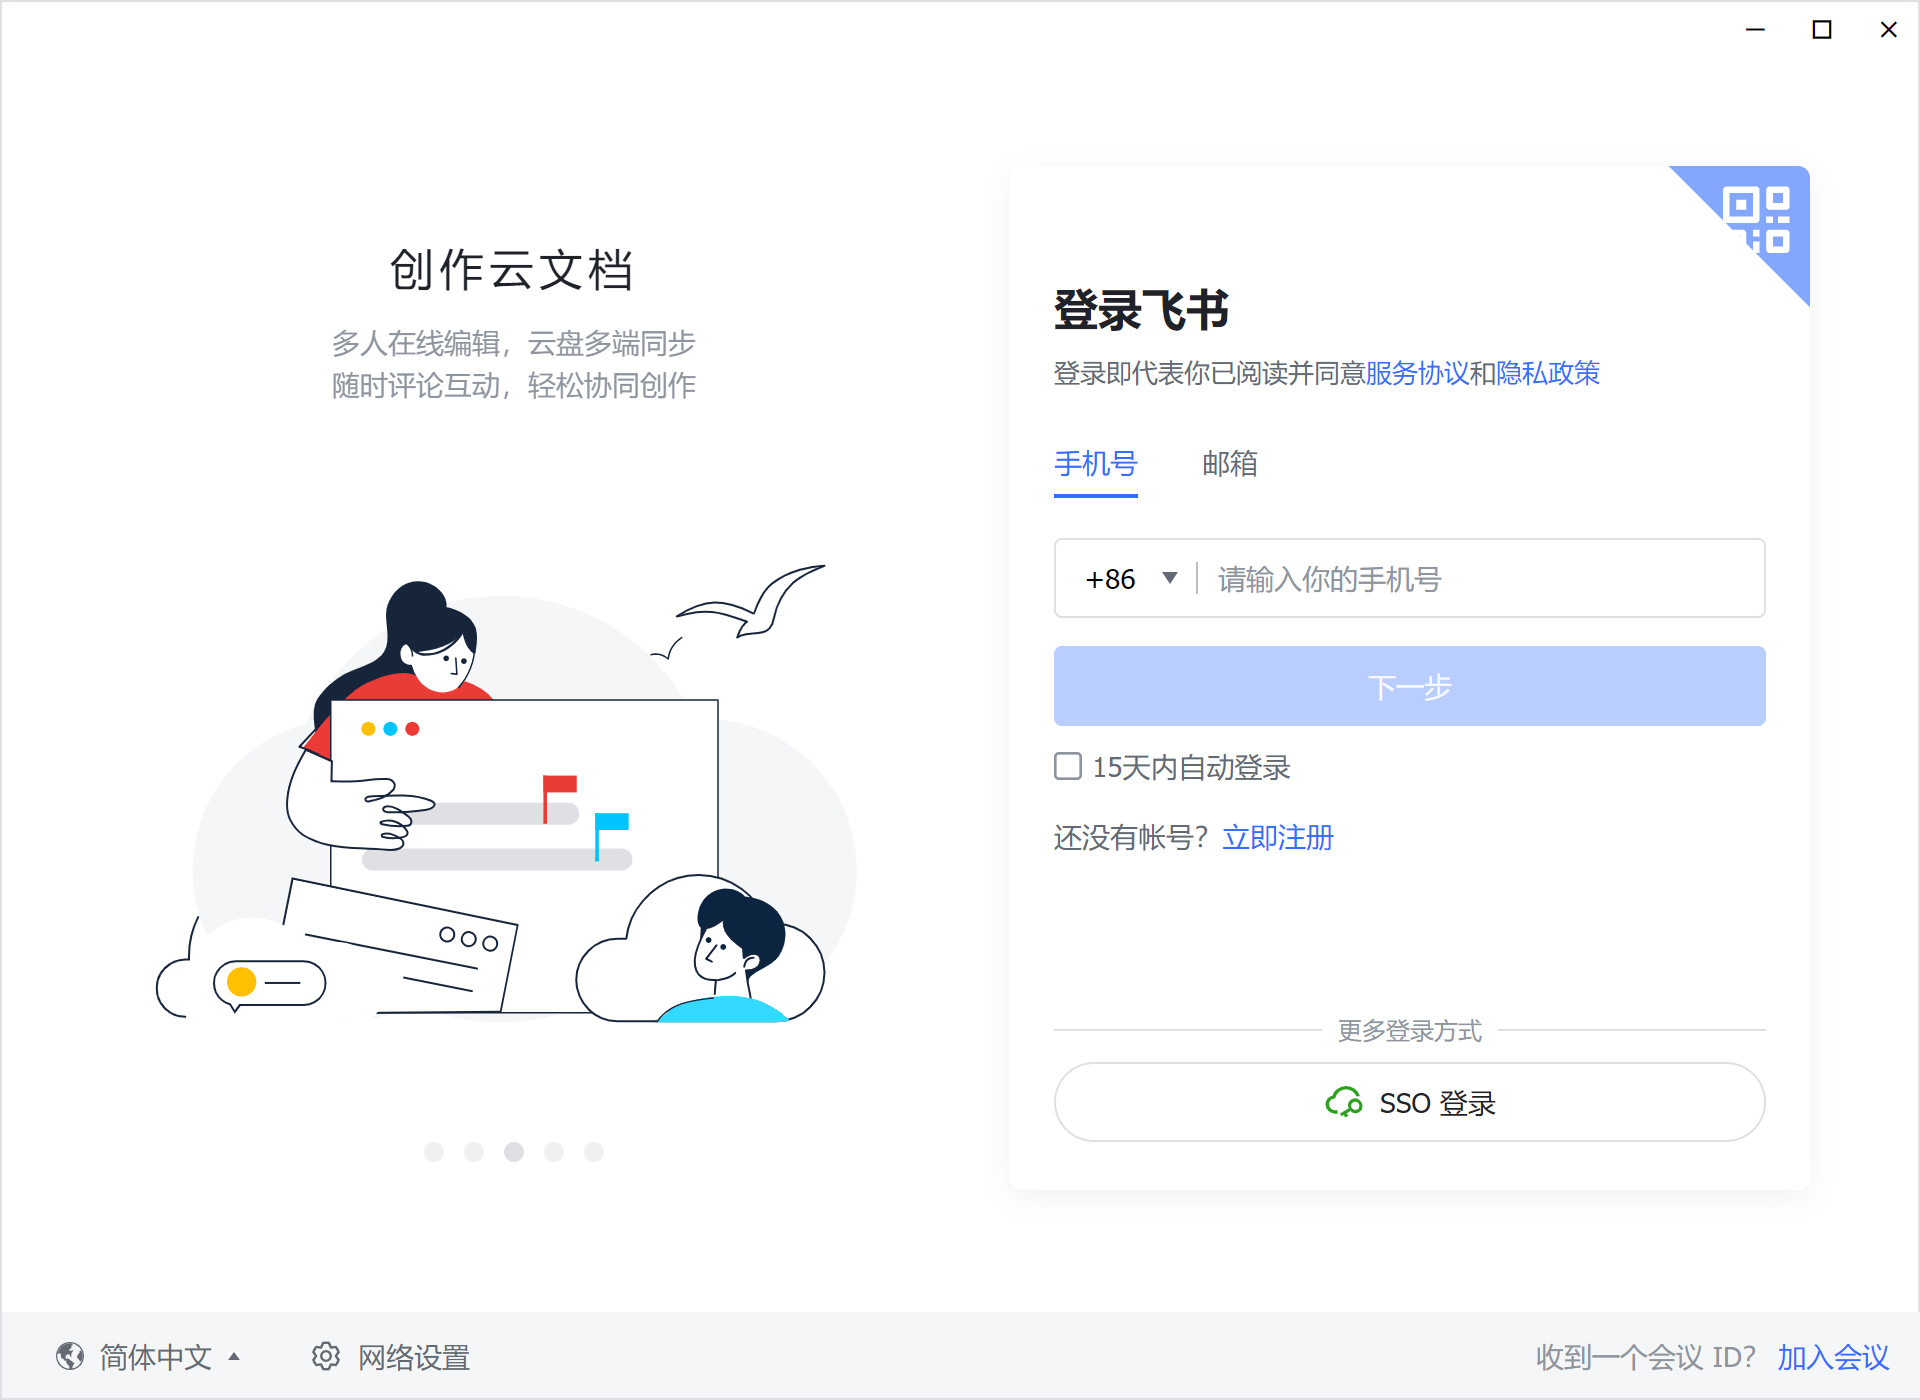 创作云文档
多人在线编辑，云盘多端同步
随时评论互动，轻松协同创作
登录飞书
登录即代表你已阅读并同意服务协议和隐私政策
手机号 邮箱
+86 请输入你的手机号
下一步
15天内自动登录
还没有帐号？立即注册
更多登录方式
SSO 登录
简体中文 网络设置 收到一个会议 ID？ 加入会议